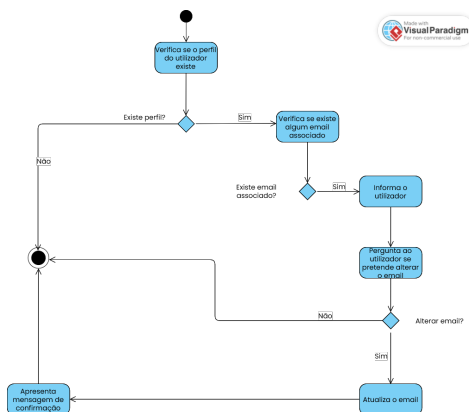 Made with
VisualParadigm
For non-commercial use
Verifica se o perfil
do utilizador
existe
Existe perfil?
Sim
Verifica se existe
algum email
associado
Não
Existe email
associado?
Sim
Informa o
utilizador
Pergunta ao
utilizador se
pretende alterar
o email
Não
Alterar email?
Sim
Apresenta
mensagem de
confirmação
Atualiza o email